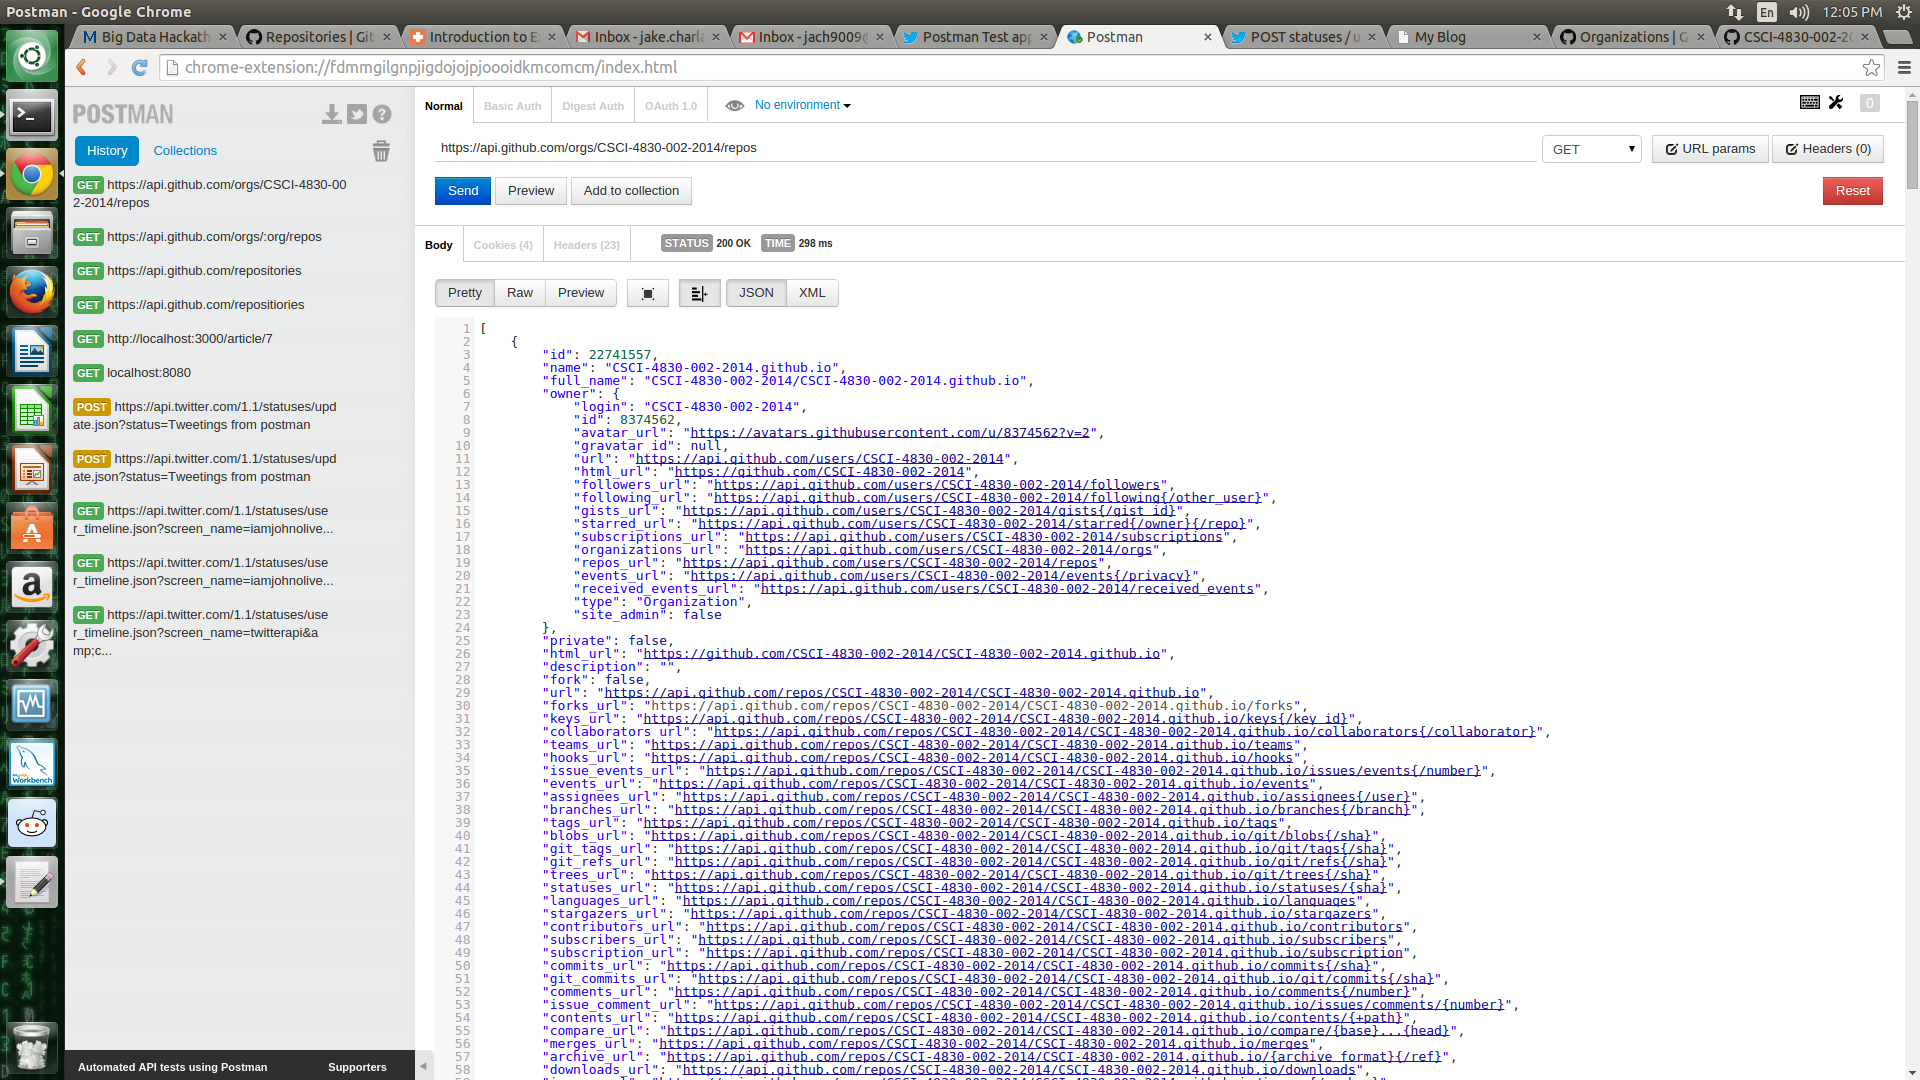 Postman - Google Chrome
En
12:05 PM
Big Data Hackath
Repositories | Git
Introduction to E
Inbox - jake.charla
Inbox - jach9009@
Postman Test app
Postman
POST statuses / u
My Blog
Organizations | G
CSCI-4830-002-20
chrome-extension://fdmmgilgnpjigdojojpjoooidkmcomcm/index.html
POSTMAN
Normal
Basic Auth
Digest Auth
OAuth 1.0
No environment
0
History
Collections
https://api.github.com/orgs/CSCI-4830-002-2014/repos
GET
URL params
Headers (0)
Send
Preview
Add to collection
Reset
GET https://api.github.com/orgs/CSCI-4830-00
2-2014/repos
GET https://api.github.com/orgs/:org/repos
GET https://api.github.com/repositories
GET https://api.github.com/repositiories
GET http://localhost:3000/article/7
GET localhost:8080
POST https://api.twitter.com/1.1/statuses/upd
ate.json?status=Tweetings from postman
POST https://api.twitter.com/1.1/statuses/upd
ate.json?status=Tweetings from postman
GET https://api.twitter.com/1.1/statuses/use
r_timeline.json?screen_name=iamjohnolive...
GET https://api.twitter.com/1.1/statuses/use
r_timeline.json?screen_name=iamjohnolive...
GET https://api.twitter.com/1.1/statuses/use
r_timeline.json?screen_name=twitterapi&a
mp;c...
Automated API tests using Postman
Supporters
MySQL
Workbench
Body
Cookies (4)
Headers (23)
STATUS 200 OK
TIME 298 ms
Pretty
Raw
Preview
JSON
XML
1 [
2 {
3 "id": 22741557,
4 "name": "CSCI-4830-002-2014.github.io",
5 "full_name": "CSCI-4830-002-2014/CSCI-4830-002-2014.github.io",
6 "owner": {
7 "login": "CSCI-4830-002-2014",
8 "id": 8374562,
9 "avatar_url": "https://avatars.githubusercontent.com/u/8374562?v=2",
10 "gravatar_id": null,
11 "url": "https://api.github.com/users/CSCI-4830-002-2014",
12 "html_url": "https://github.com/CSCI-4830-002-2014",
13 "followers_url": "https://api.github.com/users/CSCI-4830-002-2014/followers",
14 "following_url": "https://api.github.com/users/CSCI-4830-002-2014/following{/other_user}",
15 "gists_url": "https://api.github.com/users/CSCI-4830-002-2014/gists{/gist_id}",
16 "starred_url": "https://api.github.com/users/CSCI-4830-002-2014/starred{/owner}{/repo}",
17 "subscriptions_url": "https://api.github.com/users/CSCI-4830-002-2014/subscriptions",
18 "organizations_url": "https://api.github.com/users/CSCI-4830-002-2014/orgs",
19 "repos_url": "https://api.github.com/users/CSCI-4830-002-2014/repos",
20 "events_url": "https://api.github.com/users/CSCI-4830-002-2014/events{/privacy}",
21 "received_events_url": "https://api.github.com/users/CSCI-4830-002-2014/received_events",
22 "type": "Organization",
23 "site_admin": false
24 },
25 "private": false,
26 "html_url": "https://github.com/CSCI-4830-002-2014/CSCI-4830-002-2014.github.io",
27 "description": "",
28 "fork": false,
29 "url": "https://api.github.com/repos/CSCI-4830-002-2014/CSCI-4830-002-2014.github.io",
30 "forks_url": "https://api.github.com/repos/CSCI-4830-002-2014/CSCI-4830-002-2014.github.io/forks",
31 "keys_url": "https://api.github.com/repos/CSCI-4830-002-2014/CSCI-4830-002-2014.github.io/keys{/key_id}",
32 "collaborators_url": "https://api.github.com/repos/CSCI-4830-002-2014/CSCI-4830-002-2014.github.io/collaborators{/collaborator}",
33 "teams_url": "https://api.github.com/repos/CSCI-4830-002-2014/CSCI-4830-002-2014.github.io/teams",
34 "hooks_url": "https://api.github.com/repos/CSCI-4830-002-2014/CSCI-4830-002-2014.github.io/hooks",
35 "issue_events_url": "https://api.github.com/repos/CSCI-4830-002-2014/CSCI-4830-002-2014.github.io/issues/events{/number}",
36 "events_url": "https://api.github.com/repos/CSCI-4830-002-2014/CSCI-4830-002-2014.github.io/events",
37 "assignees_url": "https://api.github.com/repos/CSCI-4830-002-2014/CSCI-4830-002-2014.github.io/assignees{/user}",
38 "branches_url": "https://api.github.com/repos/CSCI-4830-002-2014/CSCI-4830-002-2014.github.io/branches{/branch}",
39 "tags_url": "https://api.github.com/repos/CSCI-4830-002-2014/CSCI-4830-002-2014.github.io/tags",
40 "blobs_url": "https://api.github.com/repos/CSCI-4830-002-2014/CSCI-4830-002-2014.github.io/git/blobs{/sha}",
41 "git_tags_url": "https://api.github.com/repos/CSCI-4830-002-2014/CSCI-4830-002-2014.github.io/git/tags{/sha}",
42 "git_refs_url": "https://api.github.com/repos/CSCI-4830-002-2014/CSCI-4830-002-2014.github.io/git/refs{/sha}",
43 "trees_url": "https://api.github.com/repos/CSCI-4830-002-2014/CSCI-4830-002-2014.github.io/git/trees{/sha}",
44 "statuses_url": "https://api.github.com/repos/CSCI-4830-002-2014/CSCI-4830-002-2014.github.io/statuses/{sha}",
45 "languages_url": "https://api.github.com/repos/CSCI-4830-002-2014/CSCI-4830-002-2014.github.io/languages",
46 "stargazers_url": "https://api.github.com/repos/CSCI-4830-002-2014/CSCI-4830-002-2014.github.io/stargazers",
47 "contributors_url": "https://api.github.com/repos/CSCI-4830-002-2014/CSCI-4830-002-2014.github.io/contributors",
48 "subscribers_url": "https://api.github.com/repos/CSCI-4830-002-2014/CSCI-4830-002-2014.github.io/subscribers",
49 "subscription_url": "https://api.github.com/repos/CSCI-4830-002-2014/CSCI-4830-002-2014.github.io/subscription",
50 "commits_url": "https://api.github.com/repos/CSCI-4830-002-2014/CSCI-4830-002-2014.github.io/commits{/sha}",
51 "git_commits_url": "https://api.github.com/repos/CSCI-4830-002-2014/CSCI-4830-002-2014.github.io/git/commits{/sha}",
52 "comments_url": "https://api.github.com/repos/CSCI-4830-002-2014/CSCI-4830-002-2014.github.io/comments{/number}",
53 "issue_comment_url": "https://api.github.com/repos/CSCI-4830-002-2014/CSCI-4830-002-2014.github.io/issues/comments/{number}",
54 "contents_url": "https://api.github.com/repos/CSCI-4830-002-2014/CSCI-4830-002-2014.github.io/contents/{+path}",
55 "compare_url": "https://api.github.com/repos/CSCI-4830-002-2014/CSCI-4830-002-2014.github.io/compare/{base}...{head}",
56 "merges_url": "https://api.github.com/repos/CSCI-4830-002-2014/CSCI-4830-002-2014.github.io/merges",
57 "archive_url": "https://api.github.com/repos/CSCI-4830-002-2014/CSCI-4830-002-2014.github.io/{archive_format}{/ref}",
58 "downloads_url": "https://api.github.com/repos/CSCI-4830-002-2014/CSCI-4830-002-2014.github.io/downloads",